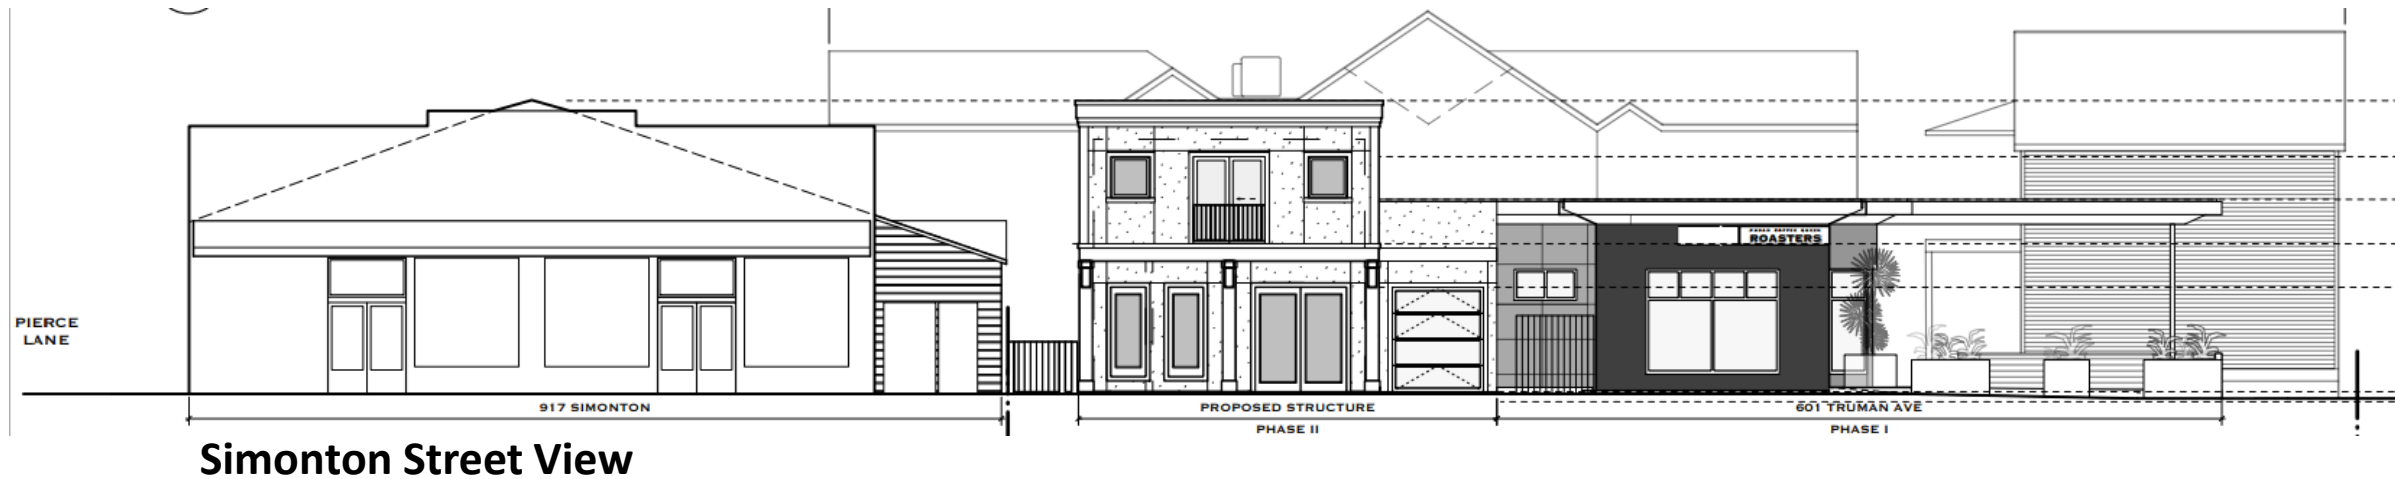 ROASTERS
PIERCE
LANE
917 SIMONTON
PROPOSED STRUCTURE
601 TRUMAN AVE
PHASE II
PHASE I
Simonton Street View